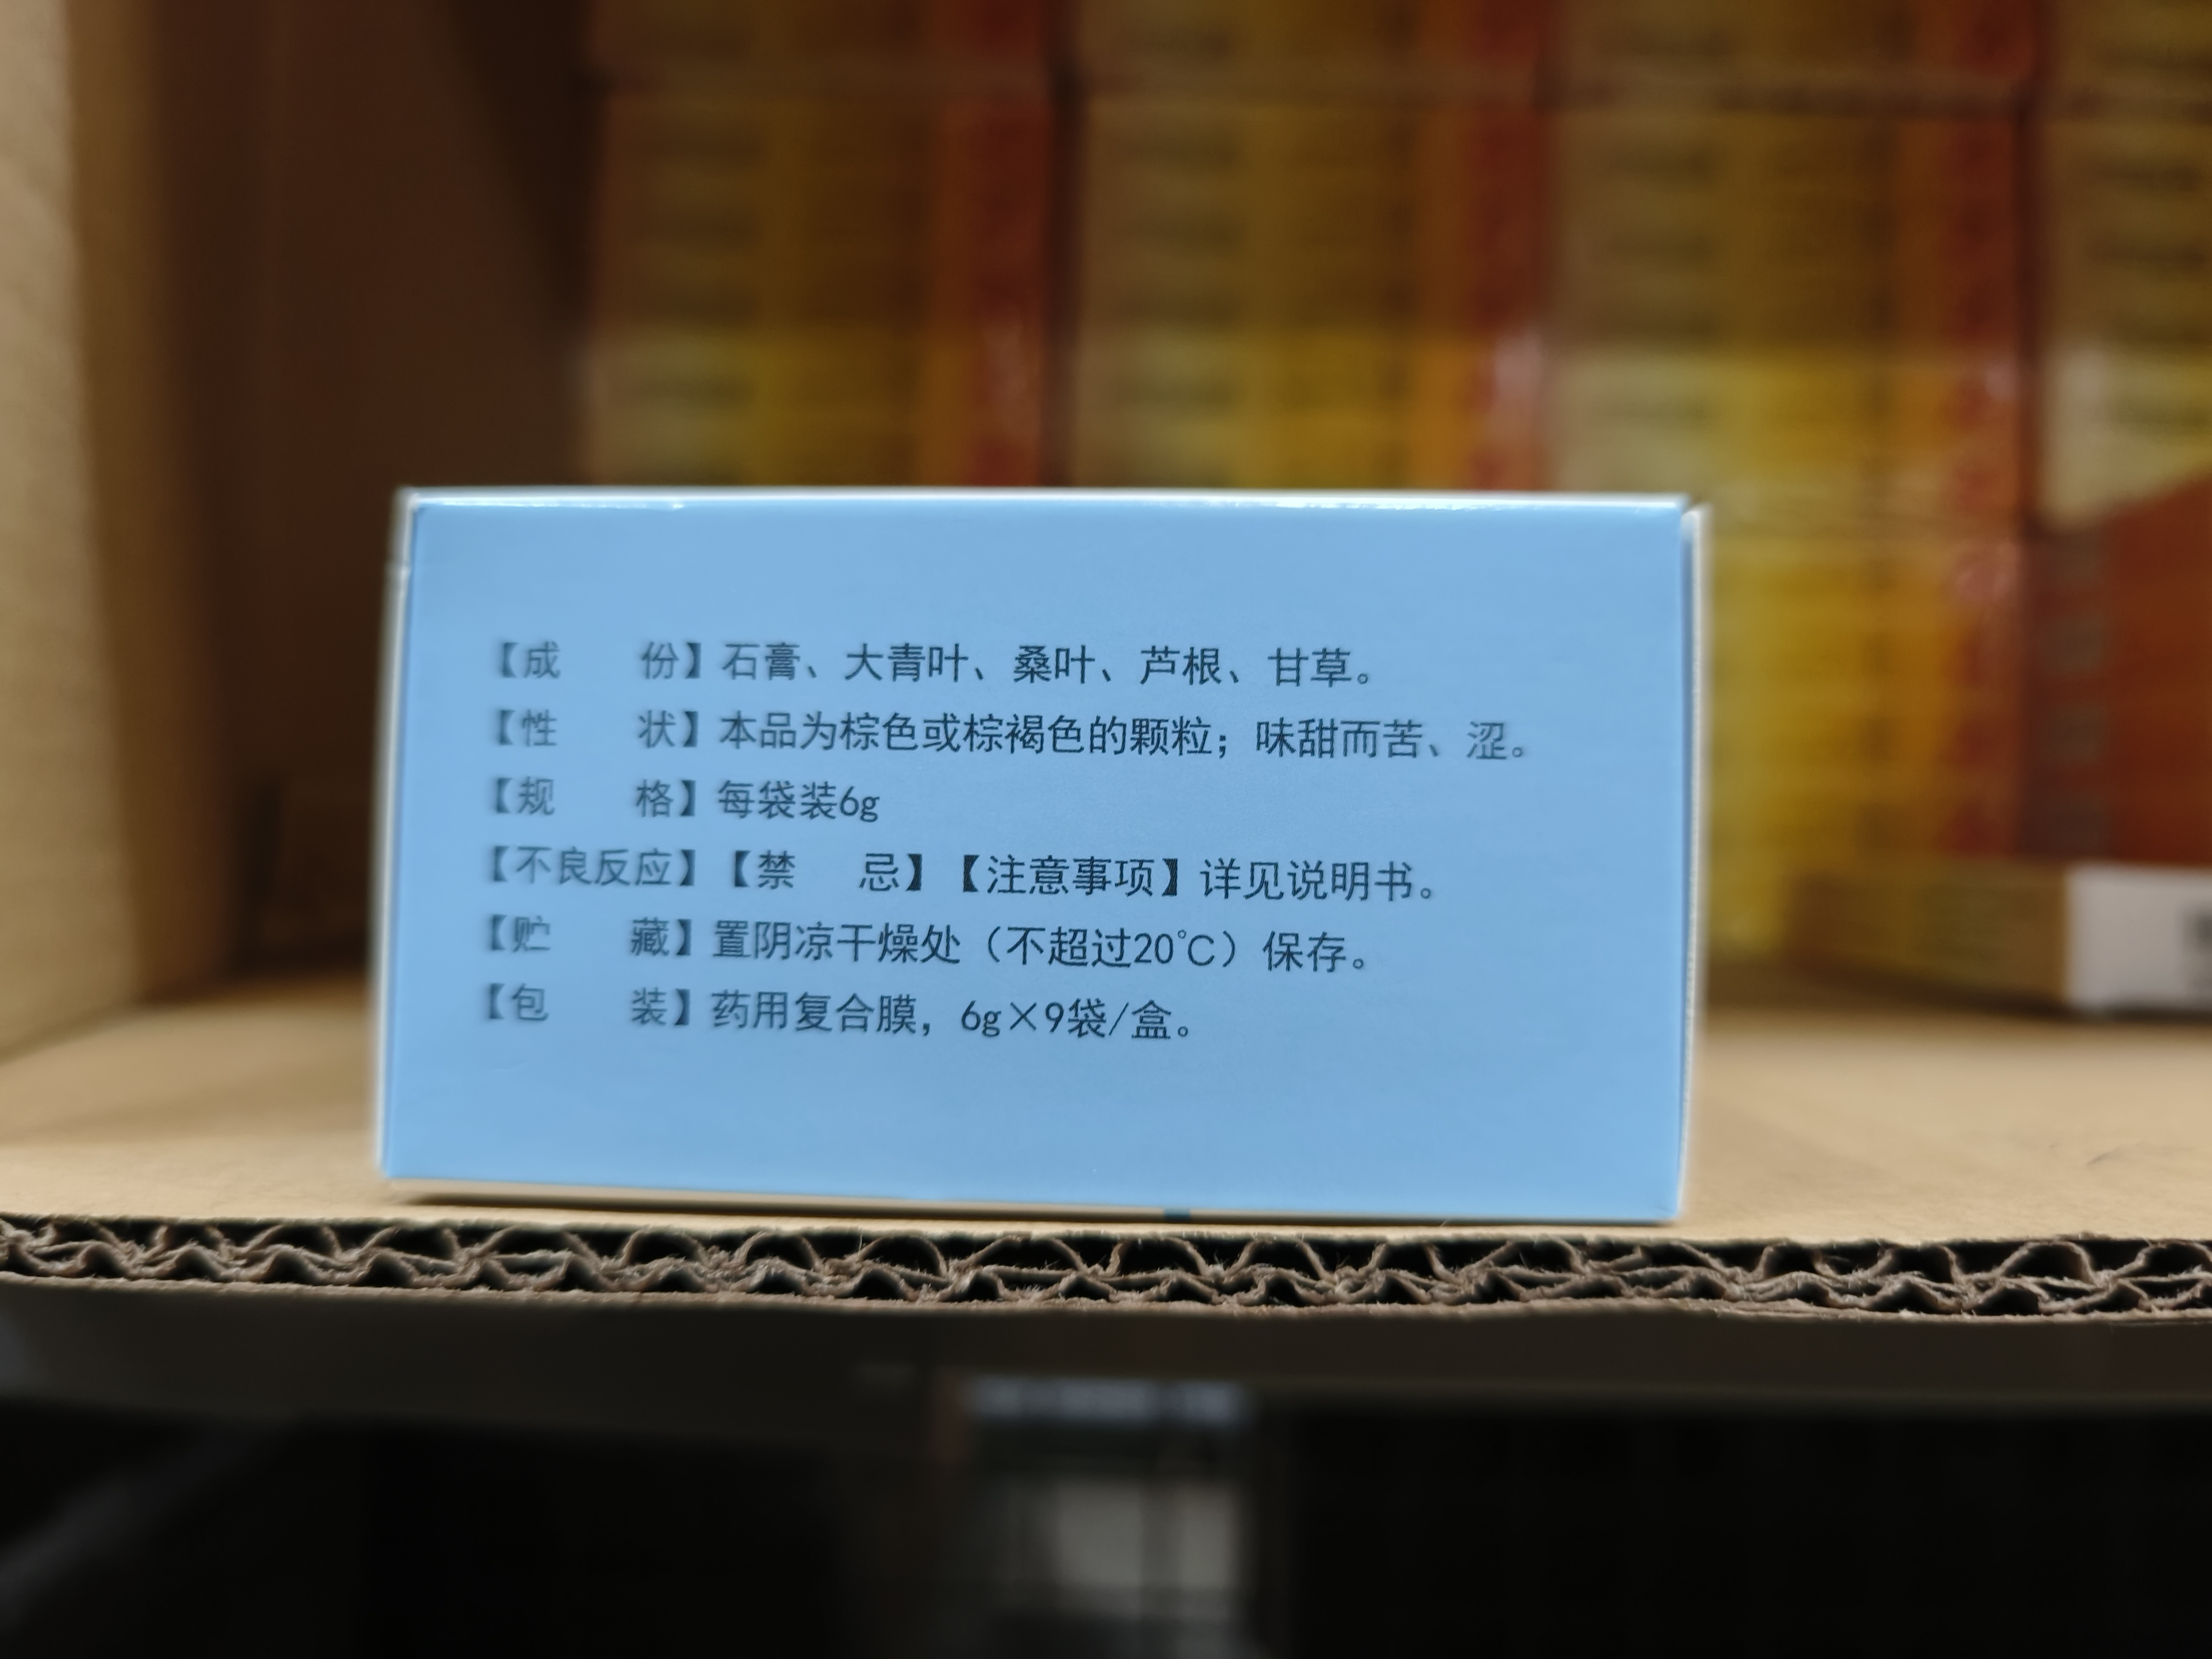 【成　　份】石膏、大青叶、桑叶、芦根、甘草。
【性　　状】本品为棕色或棕褐色的颗粒；味甜而苦、涩。
【规　　格】每袋装6g
【不良反应】【禁　　忌】【注意事项】详见说明书。
【贮　　藏】置阴凉干燥处（不超过20℃）保存。
【包　　装】药用复合膜，6g×9袋/盒。